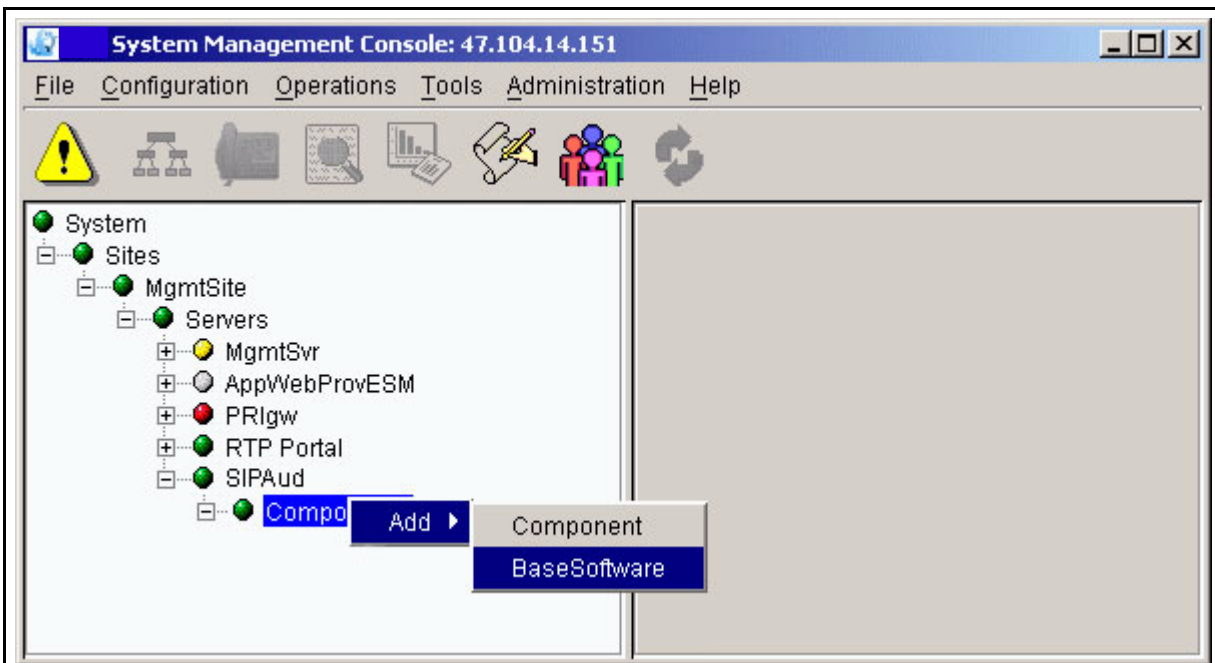 System Management Console: 47.104.14.151
File Configuration Operations Tools Administration Help
System
Sites
MgmtSite
Servers
MgmtSvr
AppWebProvESM
PRIgw
RTP Portal
SIPAud
Compo
Add
Component
BaseSoftware